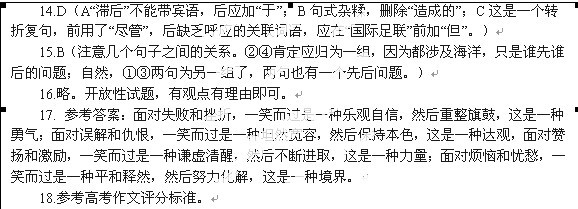 14.D（A“滞后”不能带宾语，后应加“于”；B 句式杂糅，删除“造成的”；C 这是一个转
折复句，前用了“尽管”，后缺乏呼应的关联词语，应在“国际足联”前加“但”。）
15.B（注意几个句子之间的关系。②④肯定应归为一组，因为都涉及海洋，只是谁先谁
后的问题；自然，①③两句为另一组了，两句也有一个先后问题。）
16.略。开放性试题，有观点有理由即可。
17. 参考答案：面对失败和挫折，一笑而过是一种乐观自信，然后重整旗鼓，这是一种
勇气；面对误解和仇恨，一笑而过是一种坦然宽容，然后保持本色，这是一种达观，面对赞
扬和激励，一笑而过是一种谦虚清醒，然后不断进取，这是一种力量；面对烦恼和忧愁，一
笑而过是一种平和释然，然后努力化解，这是一种境界。
18.参考高考作文评分标准。